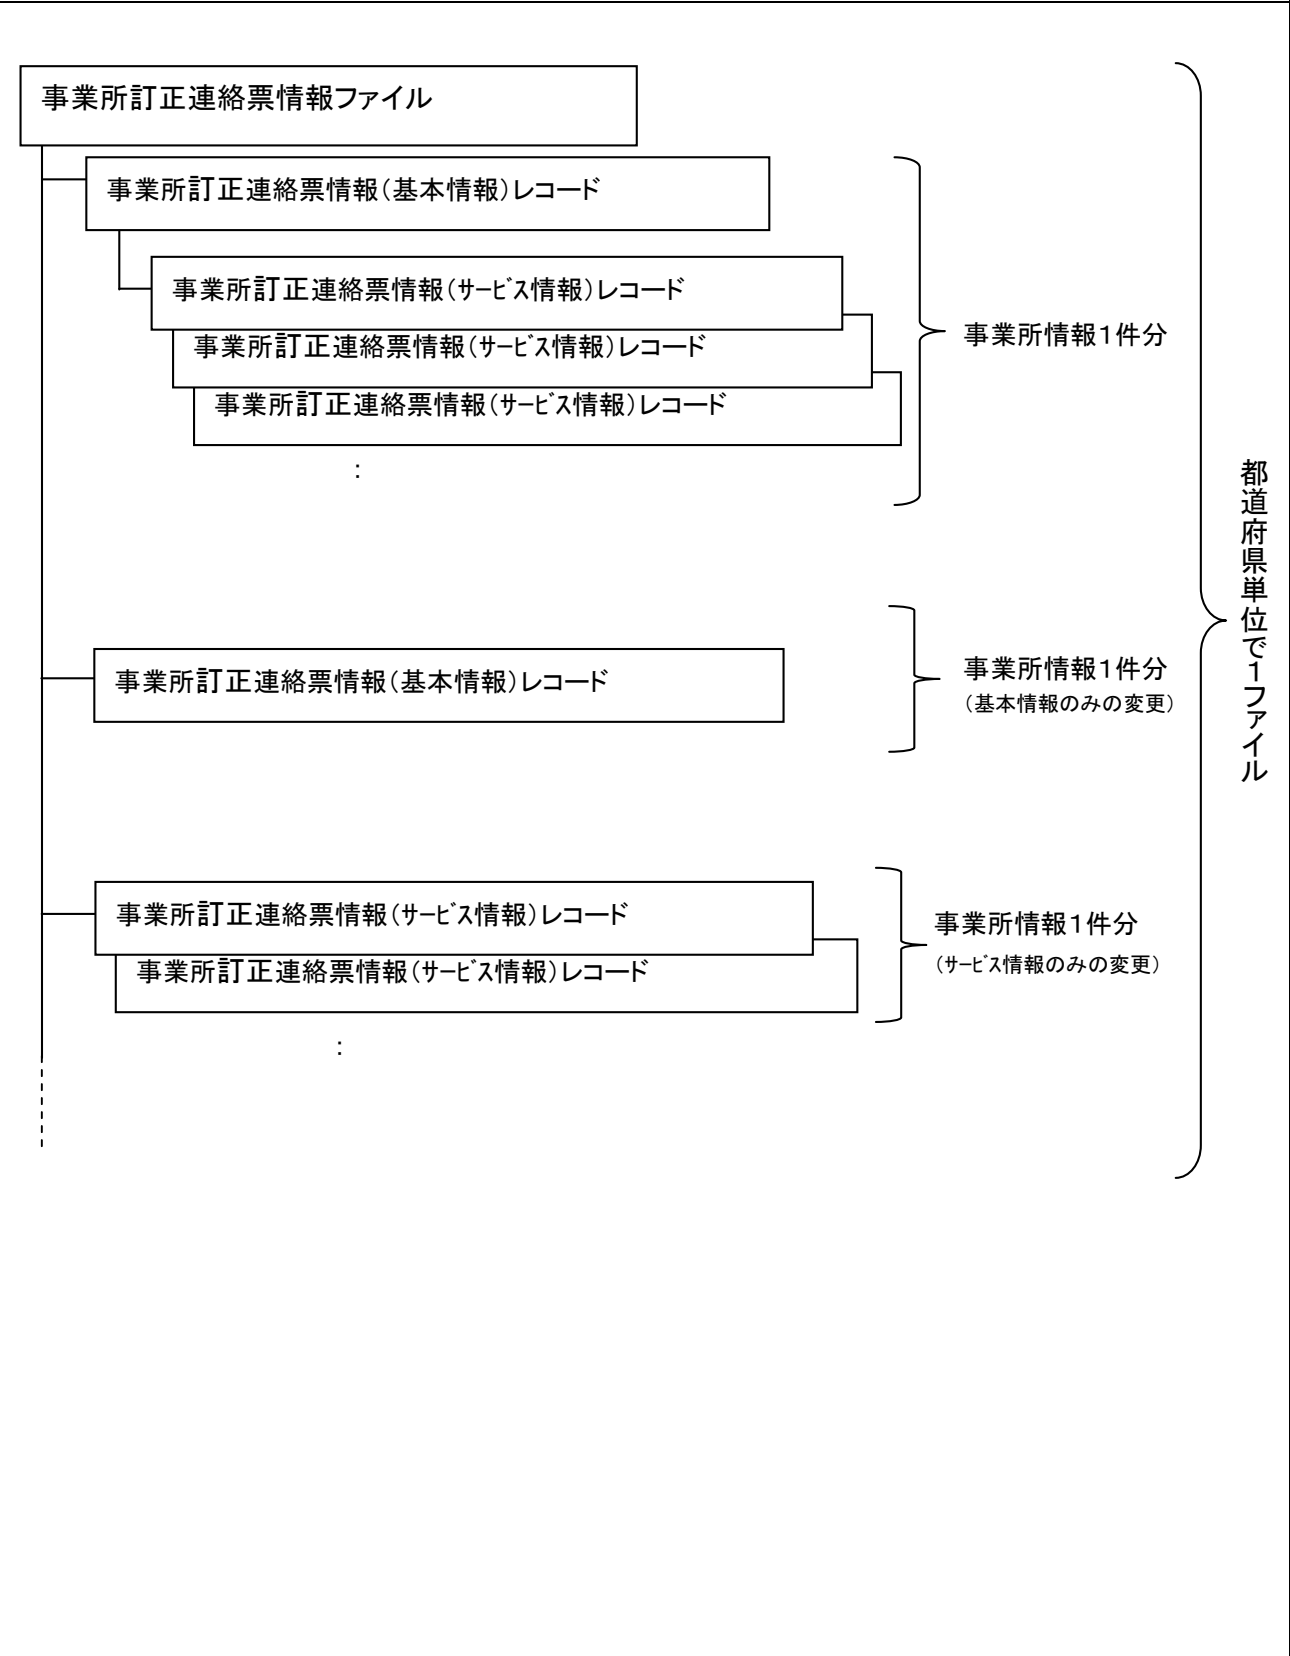 事業所訂正連絡票情報ファイル
事業所訂正連絡票情報（基本情報）レコード
事業所訂正連絡票情報（ｻｰﾋﾞｽ情報）レコード
事業所訂正連絡票情報（ｻｰﾋﾞｽ情報）レコード
事業所訂正連絡票情報（ｻｰﾋﾞｽ情報）レコード
：
事業所情報１件分
事業所訂正連絡票情報（基本情報）レコード
事業所情報１件分
（基本情報のみの変更）
事業所訂正連絡票情報（ｻｰﾋﾞｽ情報）レコード
事業所訂正連絡票情報（ｻｰﾋﾞｽ情報）レコード
：
事業所情報１件分
（ｻｰﾋﾞｽ情報のみの変更）
都道府県単位で１ファイル